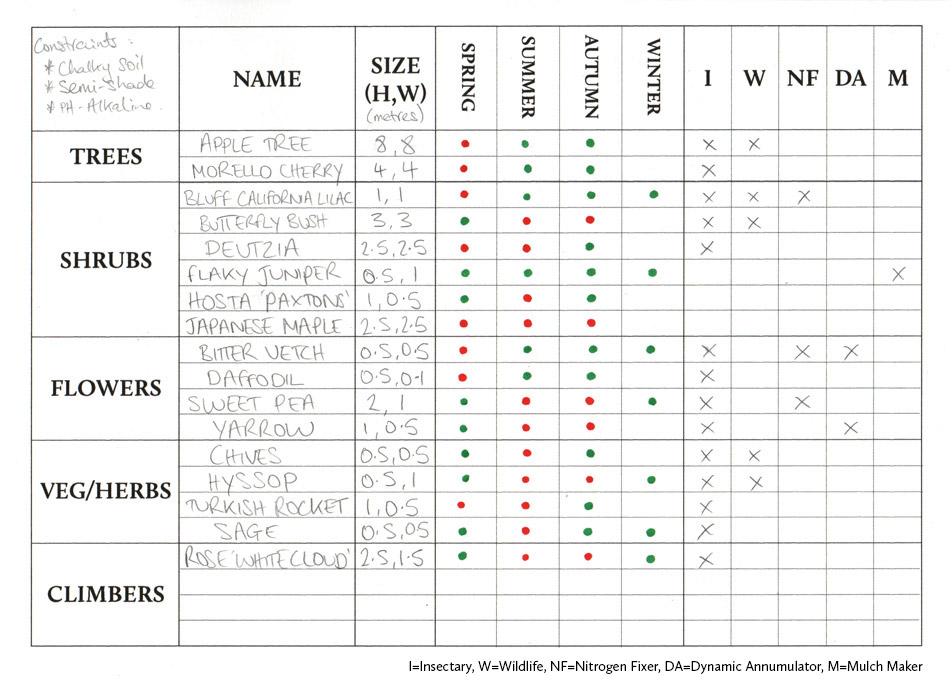 Constraints:
* Chalky Soil
* Semi-Shade
* PH-Alkaline.
NAME
SIZE
(H,W)
(metres)
SPRING
SUMMER
AUTUMN
WINTER
I
W
NF
DA
M
TREES
APPLE TREE 8,8 X X
MORELLO CHERRY 4,4 X
SHRUBS
BLUFF CALIFORNIA LILAC 1,1 X X X
BUTTERFLY BUSH 3,3 X X
DEUTZIA 2.5,2.5 X
FLAKY JUNIPER 0.5,1 X
HOSTA 'PAXTONS' 1,0.5
JAPANESE MAPLE 2.5,2.5
FLOWERS
BITTER VETCH 0.5,0.5 X X X
DAFFODIL 0.5,0.1 X
SWEET PEA 2,1 X X
YARROW 1,0.5 X X
VEG/HERBS
CHIVES 0.5,0.5 X X
HYSSOP 0.5,1 X X
TURKISH ROCKET 1,0.5 X
SAGE 0.5,05 X
CLIMBERS
ROSE 'WHITE CLOUD' 2.5,1.5 X
I=Insectary, W=Wildlife, NF=Nitrogen Fixer, DA=Dynamic Annumulator, M=Mulch Maker